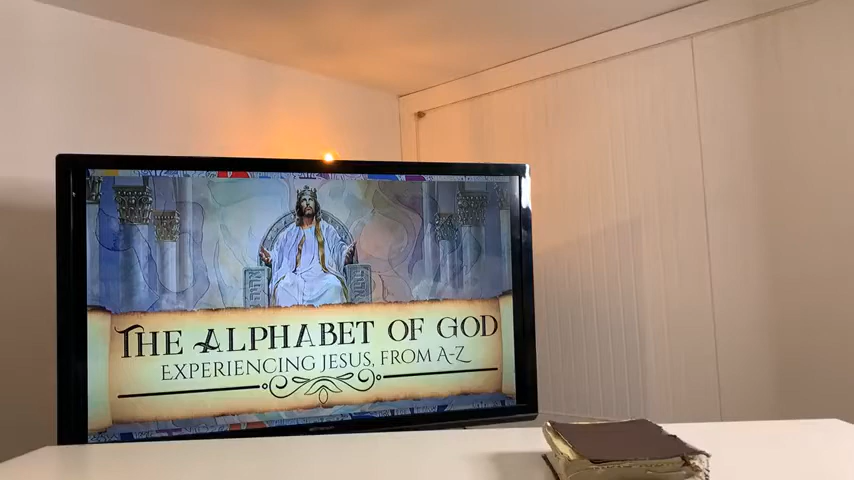 THE ALPHABET OF GOD
EXPERIENCING JESUS, FROM A-Z